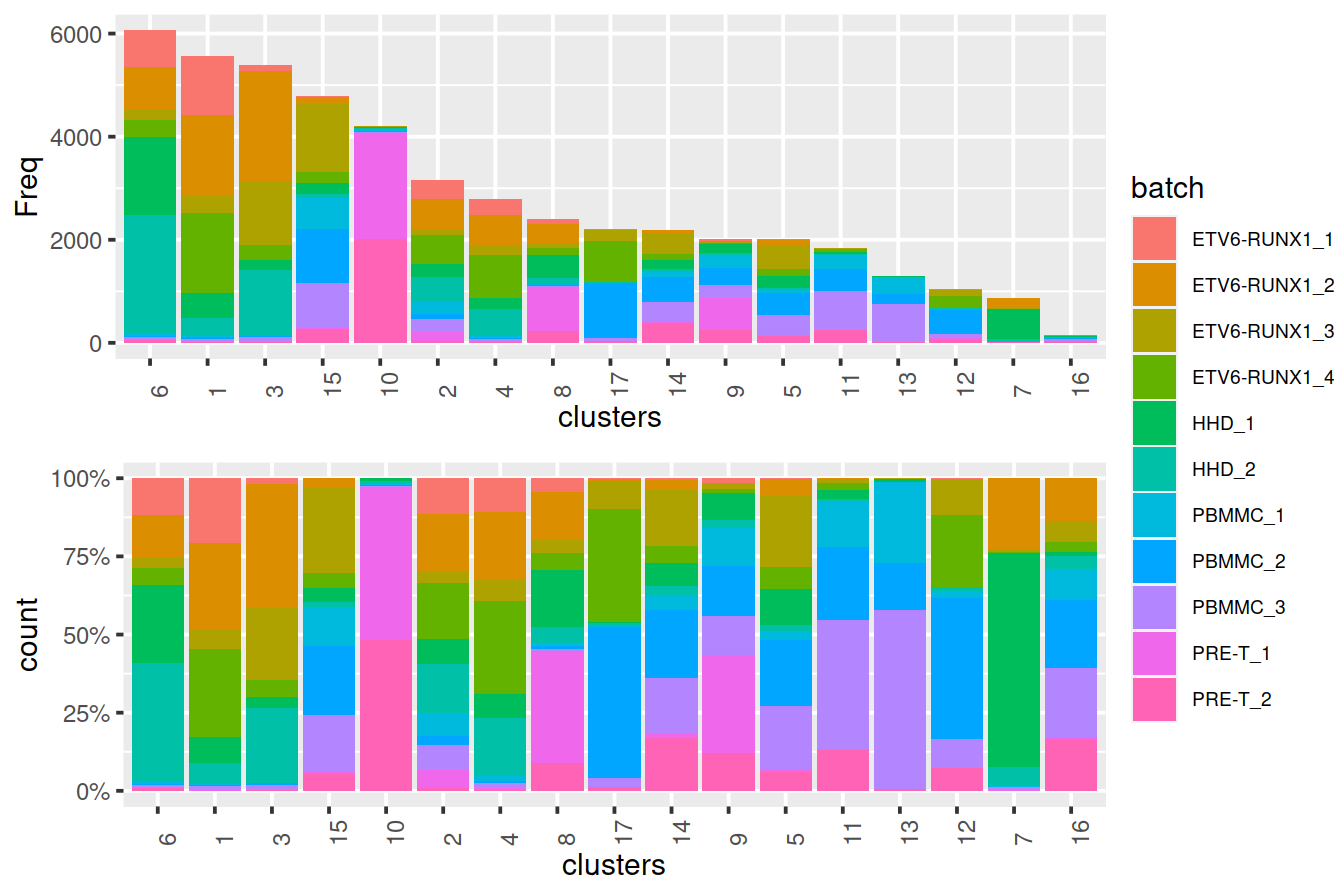 6000
4000
2000
0
Freq
6 1 3 15 10 2 4 8 17 14 9 5 11 13 12 7 16
clusters
100%
75%
50%
25%
0%
count
6 1 3 15 10 2 4 8 17 14 9 5 11 13 12 7 16
clusters
batch
ETV6-RUNX1_1
ETV6-RUNX1_2
ETV6-RUNX1_3
ETV6-RUNX1_4
HHD_1
HHD_2
PBMMC_1
PBMMC_2
PBMMC_3
PRE-T_1
PRE-T_2